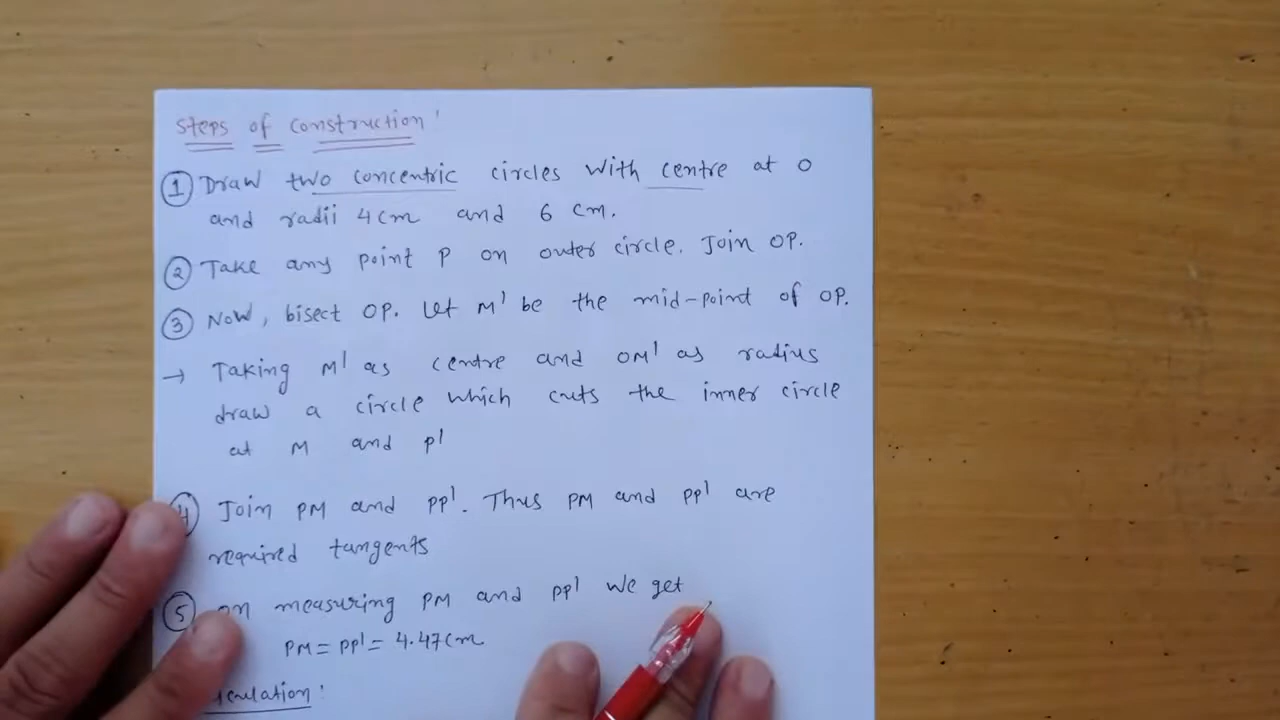 Steps of construction:
① Draw two concentric circles with centre at O
and radii 4cm and 6 cm.
② Take any point P on outer circle. Join OP.
③ Now, bisect OP. Let M' be the mid-point of OP.
→ Taking M' as centre and OM' as radius
draw a circle which cuts the inner circle
at M and P'
④ Join PM and PP'. Thus PM and PP' are
required tangents
⑤ on measuring PM and PP' we get
PM = PP' = 4.47cm